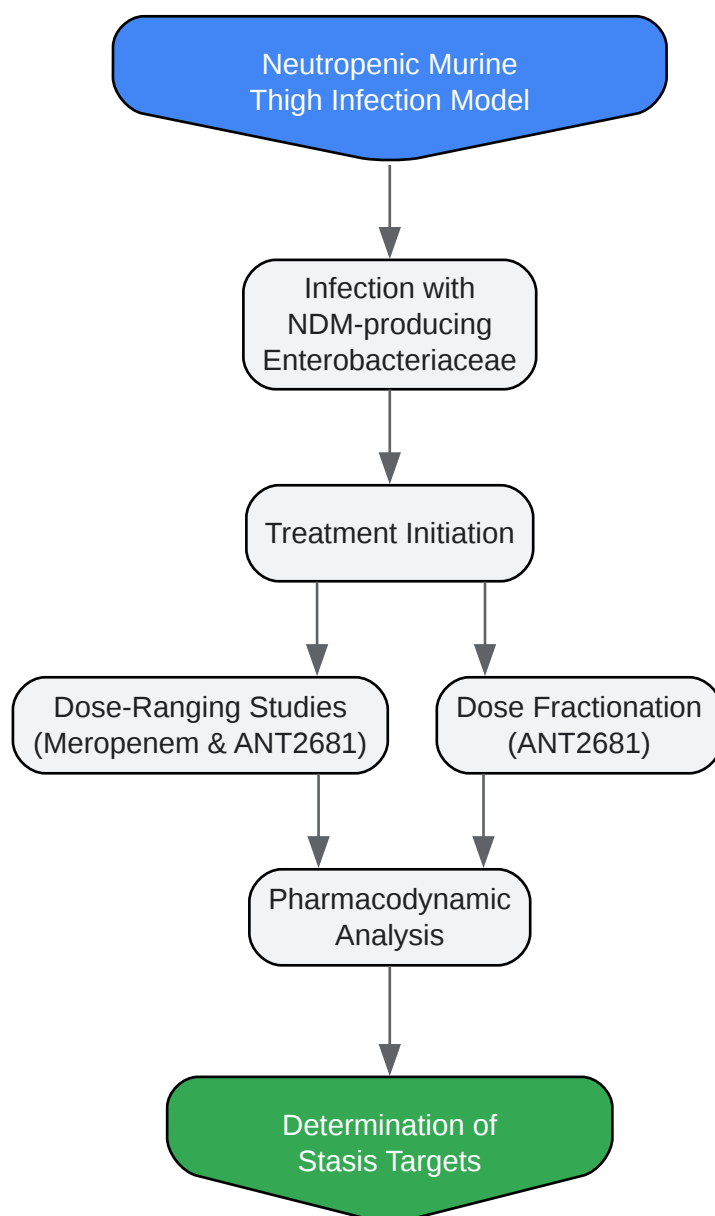 Neutropenic Murine
Thigh Infection Model
Infection with
NDM-producing
Enterobacteriaceae
Treatment Initiation
Dose-Ranging Studies
(Meropenem & ANT2681)
Dose Fractionation
(ANT2681)
Pharmacodynamic
Analysis
Determination of
Stasis Targets